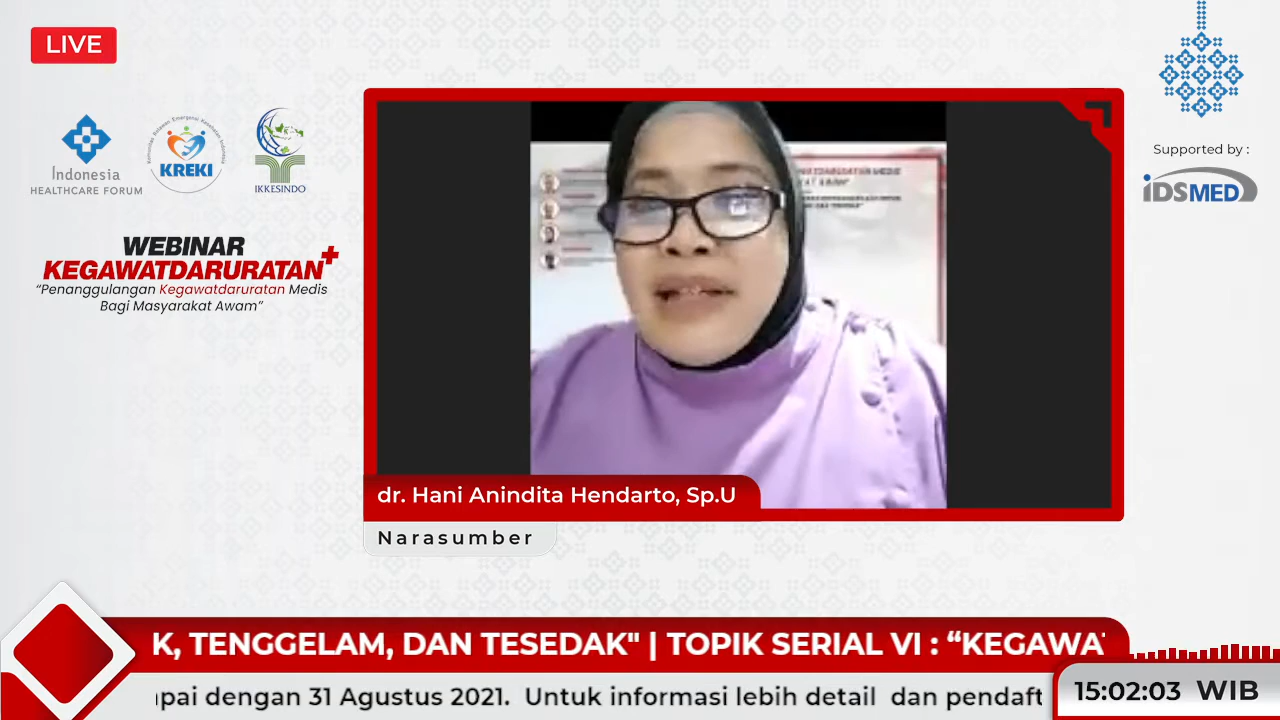 LIVE
Indonesia
HEALTHCARE FORUM
KREKI
IKKESINDO
WEBINAR
KEGAWATDARURATAN+
“Penanggulangan Kegawatdaruratan Medis
Bagi Masyarakat Awam”
Supported by :
iDSMED
dr. Hani Anindita Hendarto, Sp.U
Narasumber
K, TENGGELAM, DAN TESEDAK" | TOPIK SERIAL VI : “KEGAWA
pai dengan 31 Agustus 2021. Untuk informasi lebih detail dan pendaft
15:02:03 WIB